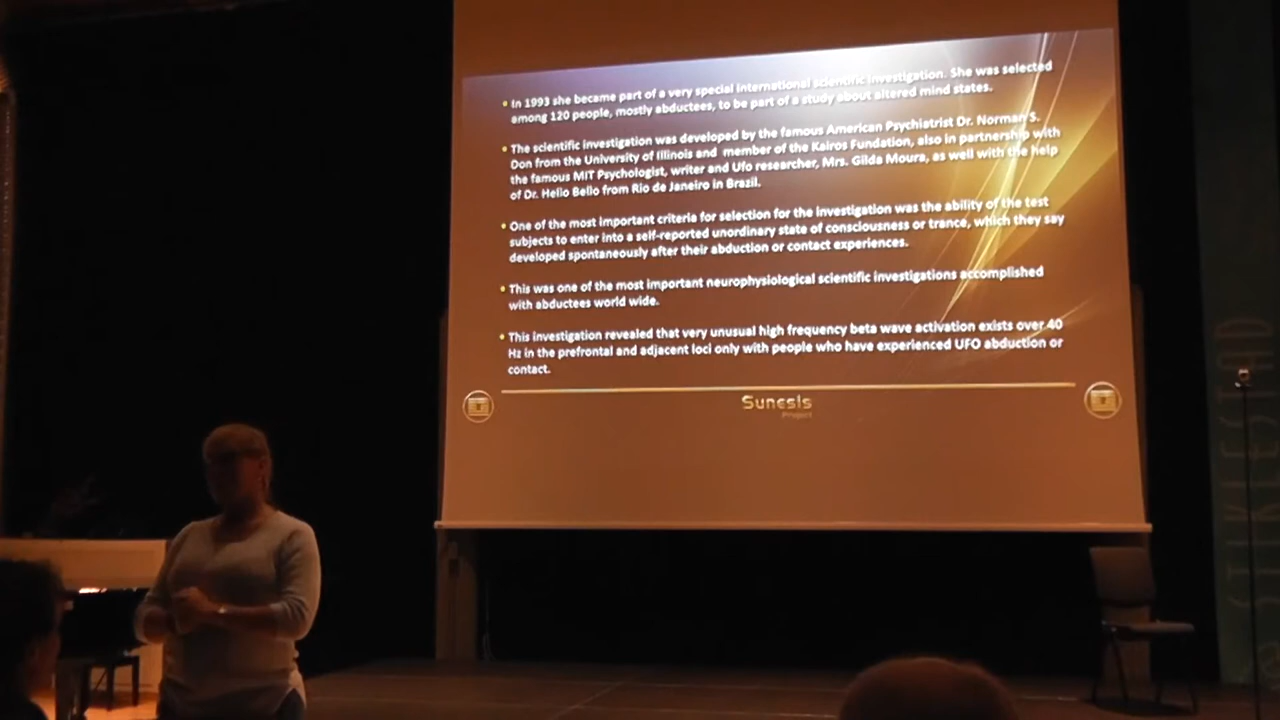 In 1993 she became part of a very special international scientific investigation. She was selected
among 120 people, mostly abductees, to be part of a study about altered mind states.
The scientific investigation was developed by the famous American Psychiatrist Dr. Norman S.
Don from the University of Illinois and member of the Kairos Foundation, also in partnership with
the famous MIT Psychologist, writer and Ufo researcher, Mrs. Gilda Moura, as well with the help
of Dr. Helio Bello from Rio de Janeiro in Brazil.
One of the most important criteria for selection for the investigation was the ability of the test
subjects to enter into a self-reported unordinary state of consciousness or trance, which they say
developed spontaneously after their abduction or contact experiences.
This was one of the most important neurophysiological scientific investigations accomplished
with abductees world wide.
This investigation revealed that very unusual high frequency beta wave activation exists over 40
Hz in the prefrontal and adjacent loci only with people who have experienced UFO abduction or
contact.
Sunesis
Project